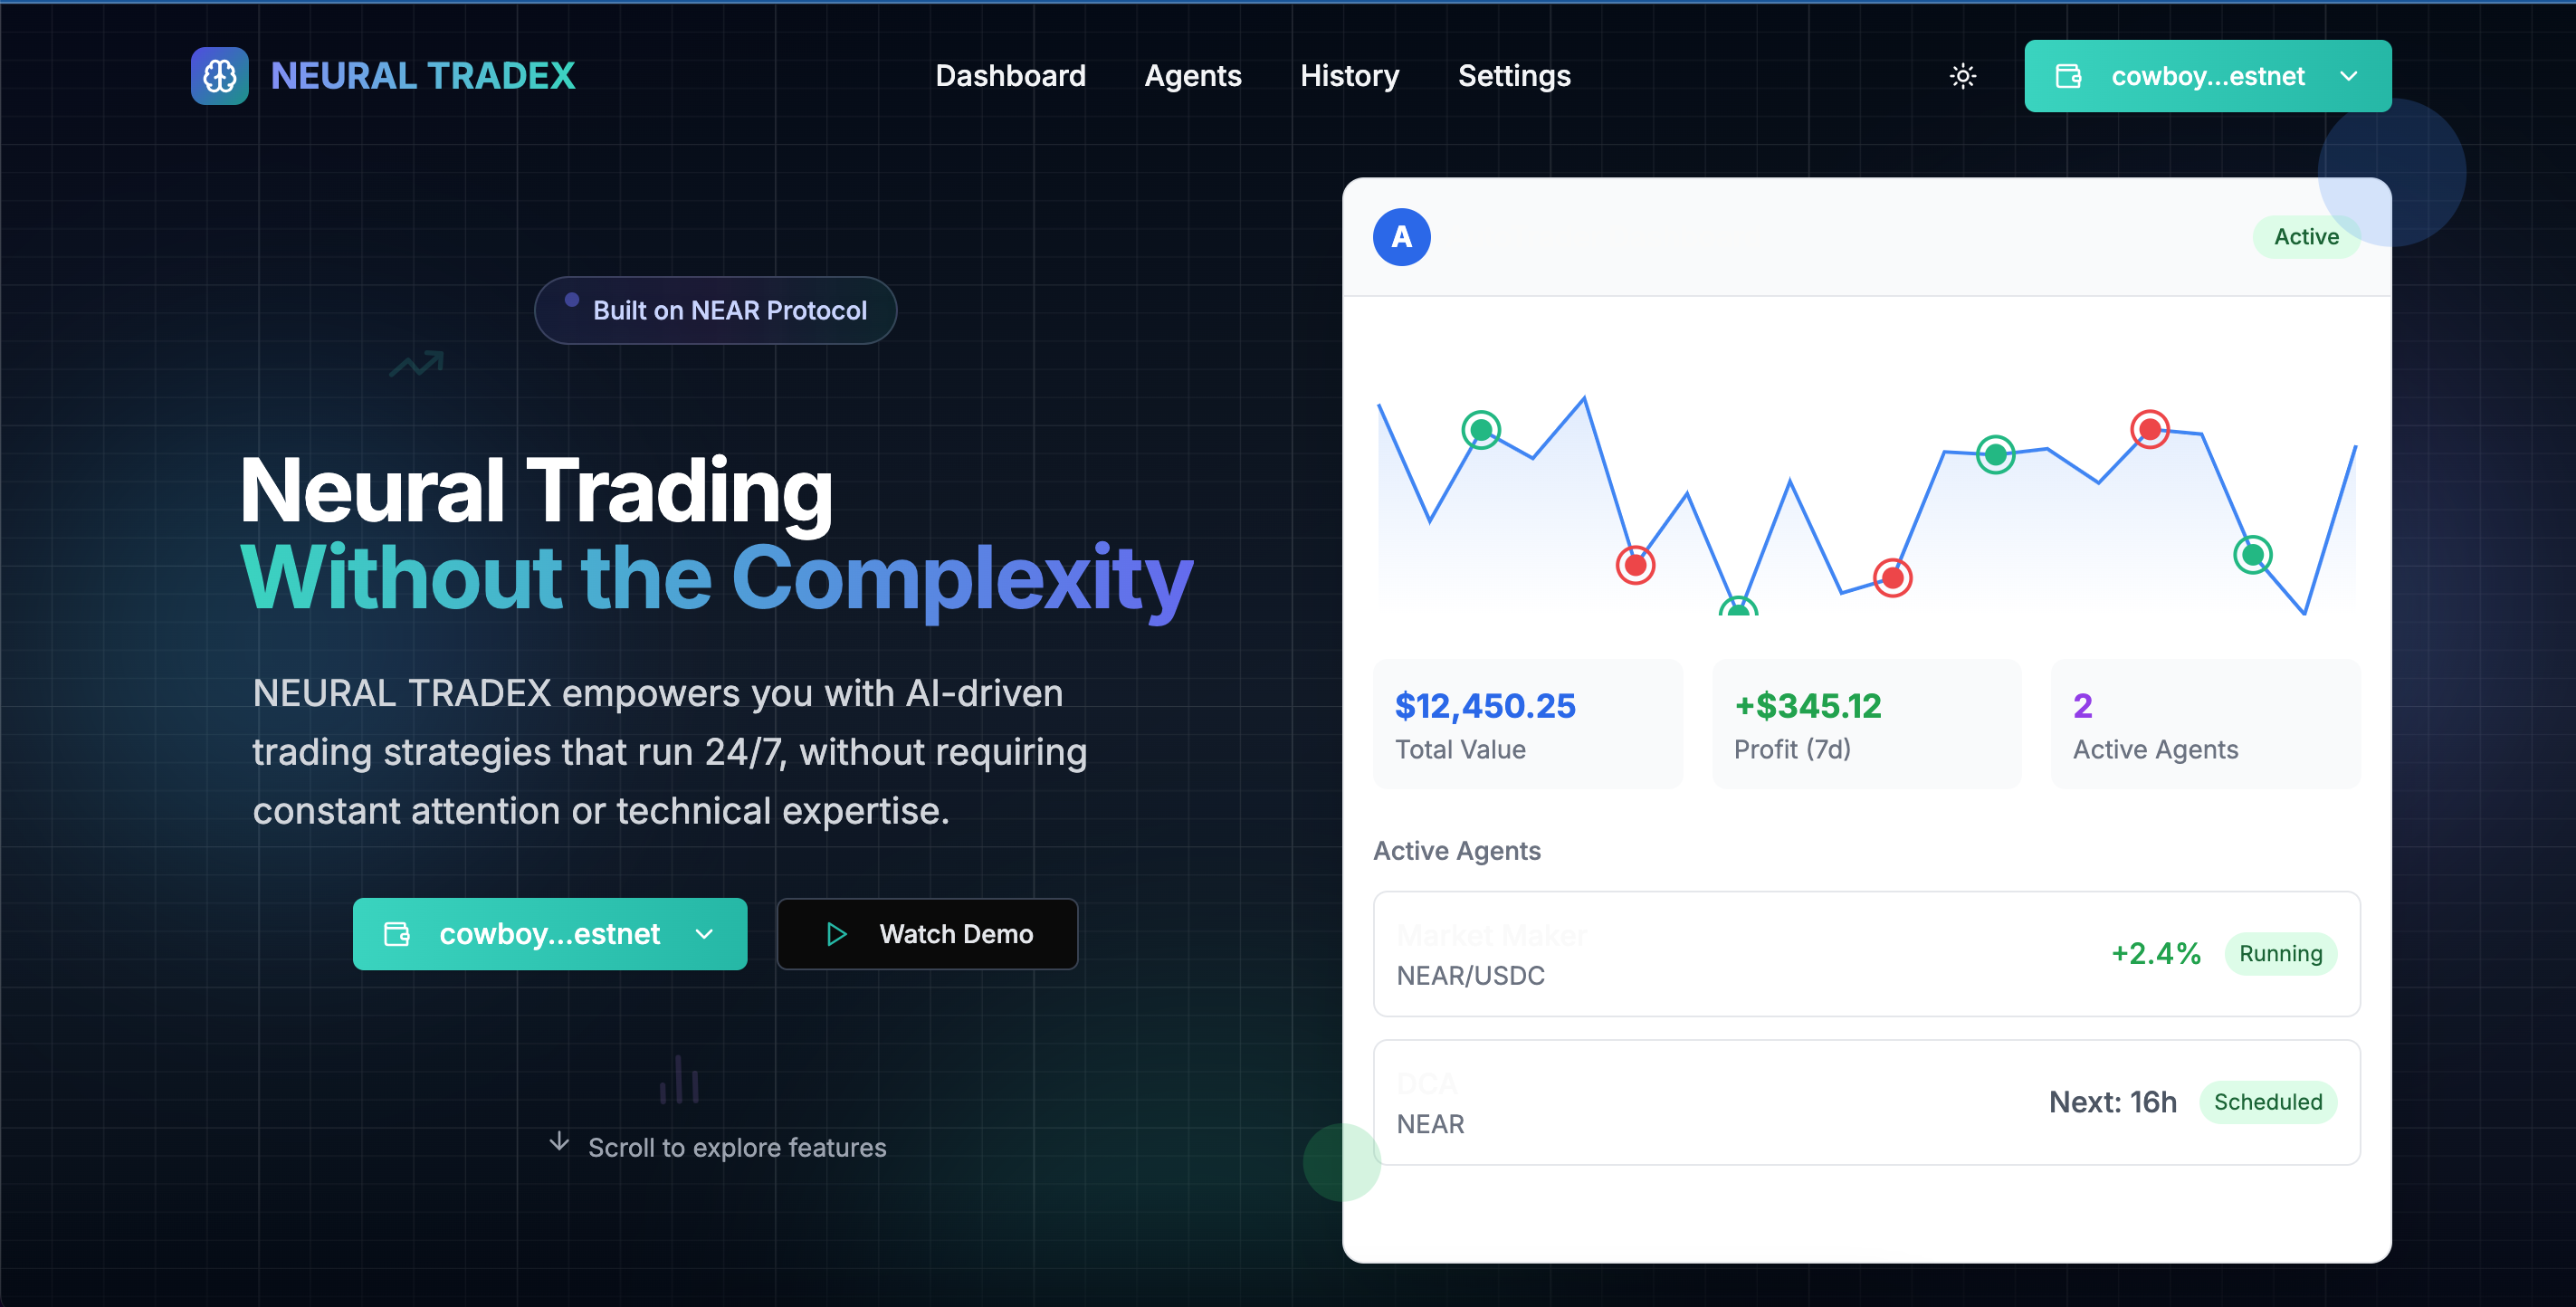 NEURAL TRADEX
Dashboard Agents History Settings
cowboy...estnet
Built on NEAR Protocol
Neural Trading
Without the Complexity
NEURAL TRADEX empowers you with AI-driven
trading strategies that run 24/7, without requiring
constant attention or technical expertise.
cowboy...estnet
Watch Demo
Scroll to explore features
A
Active
$12,450.25
Total Value
+$345.12
Profit (7d)
2
Active Agents
Active Agents
Market Maker
NEAR/USDC
+2.4%
Running
DCA
NEAR
Next: 16h
Scheduled